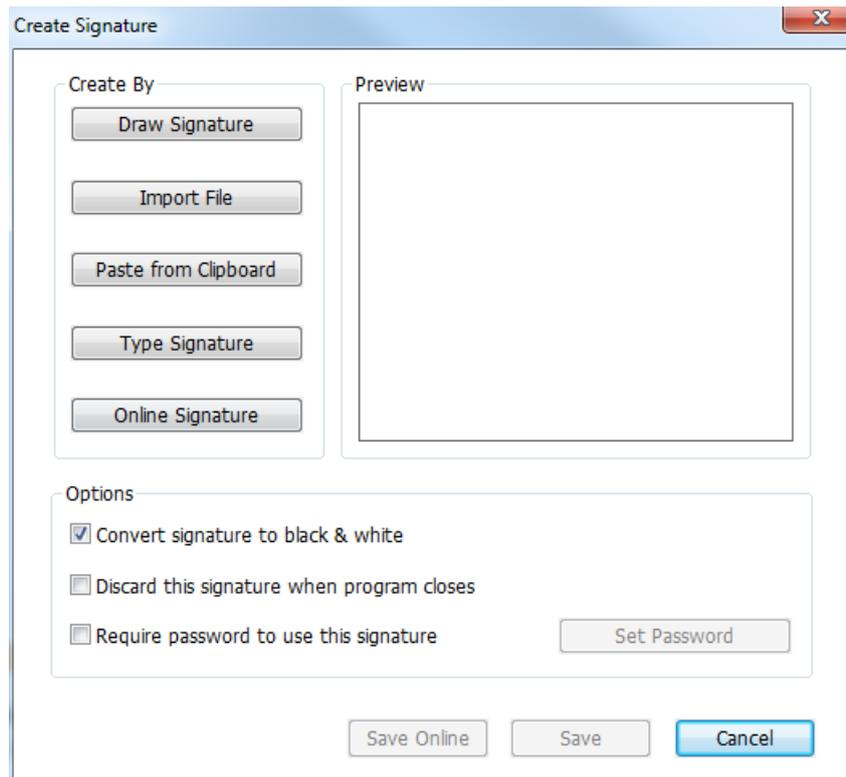 Create Signature
Create By
Draw Signature
Import File
Paste from Clipboard
Type Signature
Online Signature
Preview
Options
Convert signature to black & white
Discard this signature when program closes
Require password to use this signature
Set Password
Save Online
Save
Cancel